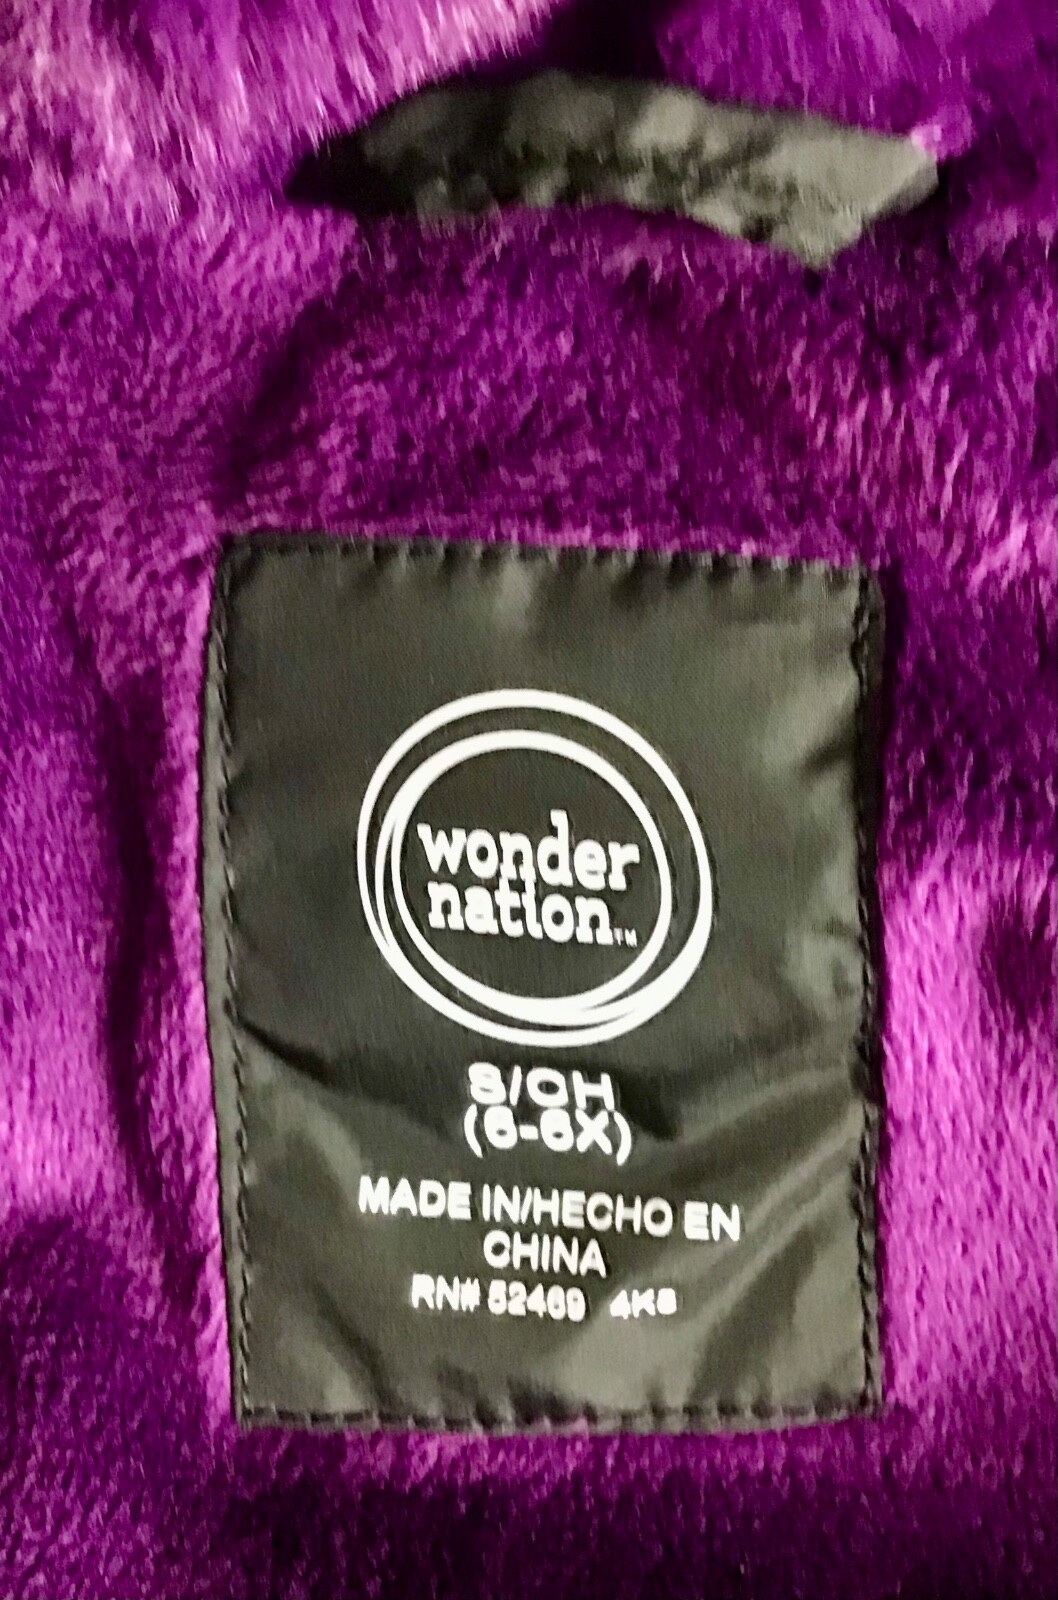 wonder
nation™
S/CH
(6-6X)
MADE IN/HECHO EN
CHINA
RN# 52469 4K8